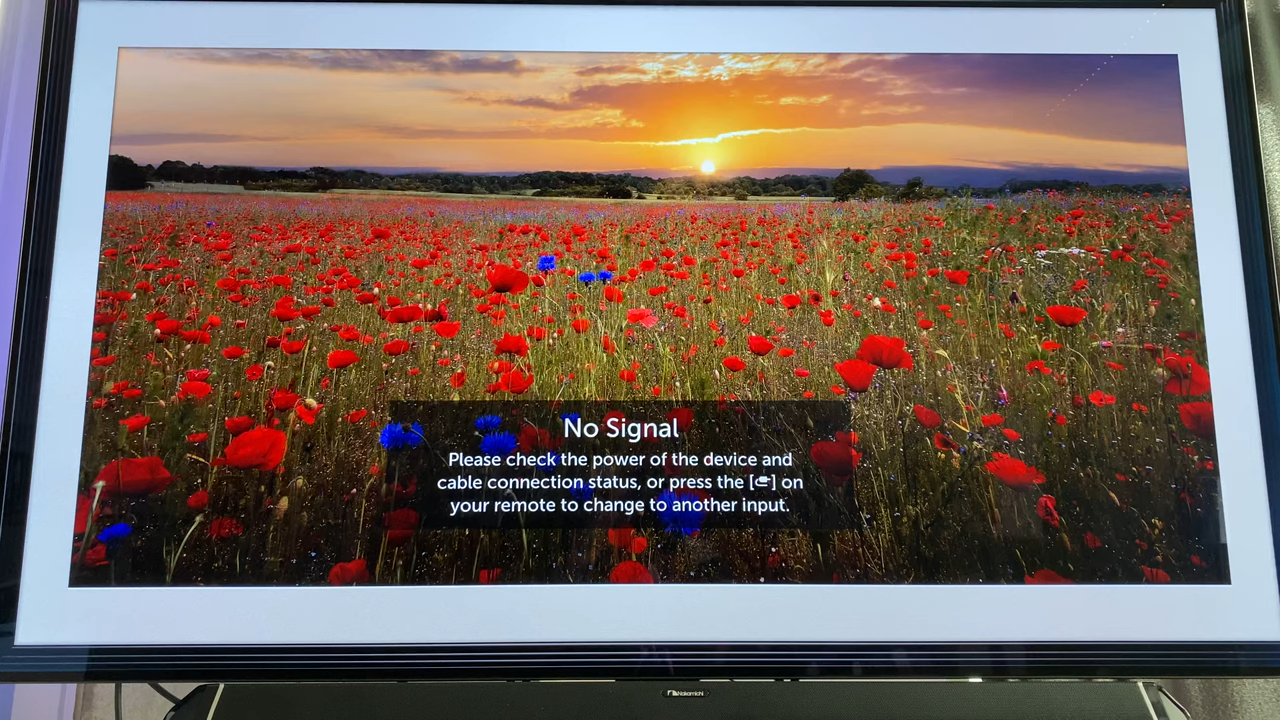 No Signal
Please check the power of the device and
cable connection status, or press the [⮹] on
your remote to change to another input.
Nakamichi